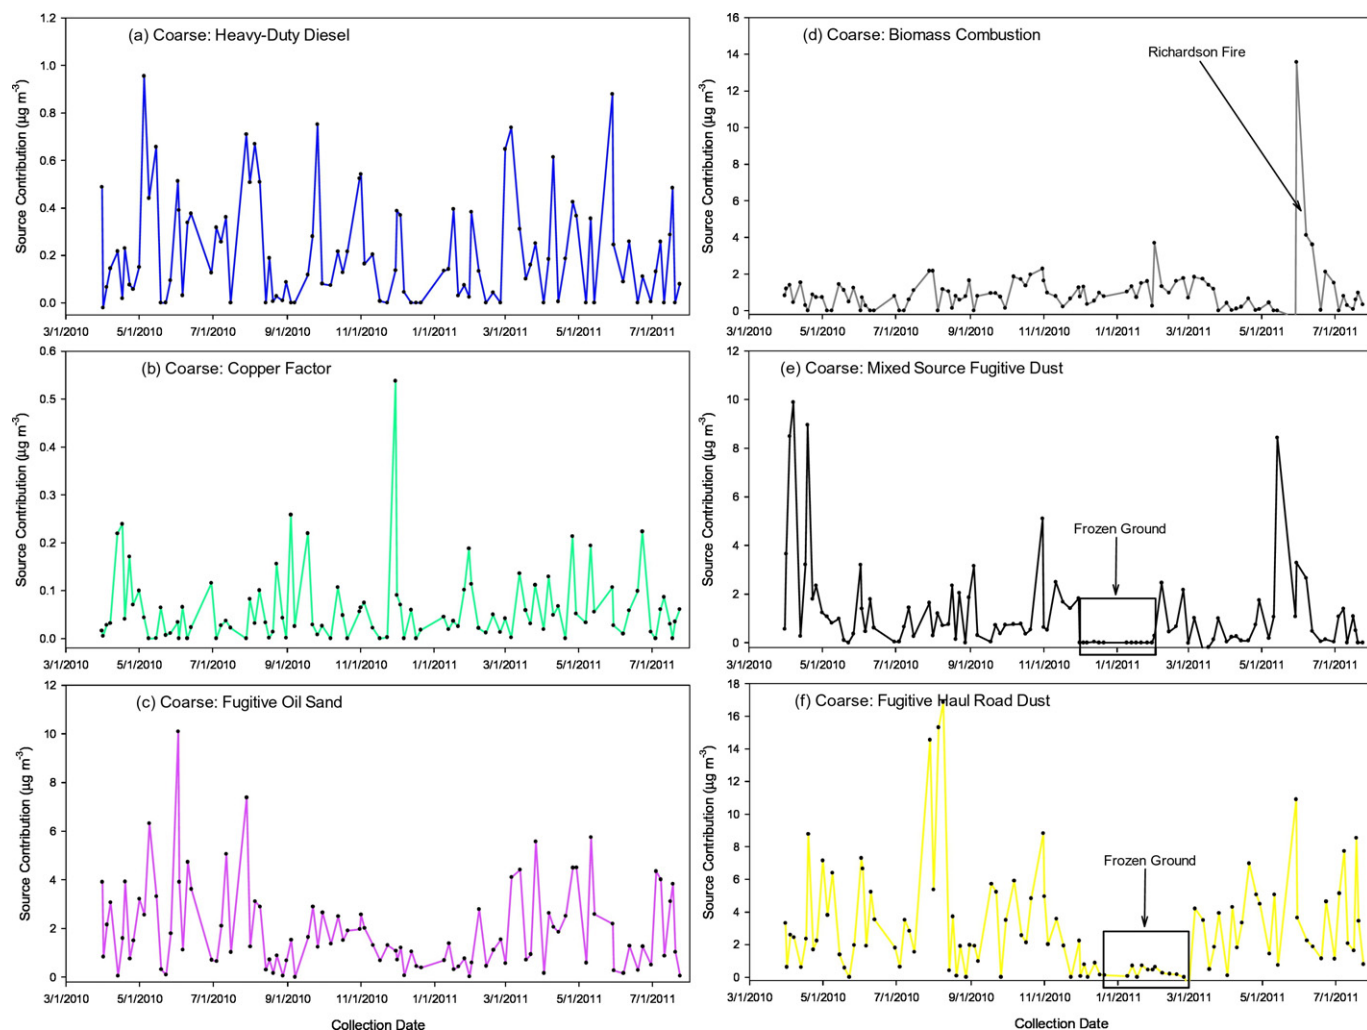 (a) Coarse: Heavy-Duty Diesel
Source Contribution (µg m-3)
1.2
1.0
0.8
0.6
0.4
0.2
0.0
3/1/2010 5/1/2010 7/1/2010 9/1/2010 11/1/2010 1/1/2011 3/1/2011 5/1/2011 7/1/2011
(b) Coarse: Copper Factor
Source Contribution (µg m-3)
0.6
0.5
0.4
0.3
0.2
0.1
0.0
3/1/2010 5/1/2010 7/1/2010 9/1/2010 11/1/2010 1/1/2011 3/1/2011 5/1/2011 7/1/2011
(c) Coarse: Fugitive Oil Sand
Source Contribution (µg m-3)
12
10
8
6
4
2
0
3/1/2010 5/1/2010 7/1/2010 9/1/2010 11/1/2010 1/1/2011 3/1/2011 5/1/2011 7/1/2011
Collection Date
(d) Coarse: Biomass Combustion
Richardson Fire
Source Contribution (µg m-3)
16
14
12
10
8
6
4
2
0
3/1/2010 5/1/2010 7/1/2010 9/1/2010 11/1/2010 1/1/2011 3/1/2011 5/1/2011 7/1/2011
(e) Coarse: Mixed Source Fugitive Dust
Frozen Ground
Source Contribution (µg m-3)
12
10
8
6
4
2
0
3/1/2010 5/1/2010 7/1/2010 9/1/2010 11/1/2010 1/1/2011 3/1/2011 5/1/2011 7/1/2011
(f) Coarse: Fugitive Haul Road Dust
Frozen Ground
Source Contribution (µg m-3)
18
16
14
12
10
8
6
4
2
0
3/1/2010 5/1/2010 7/1/2010 9/1/2010 11/1/2010 1/1/2011 3/1/2011 5/1/2011 7/1/2011
Collection Date